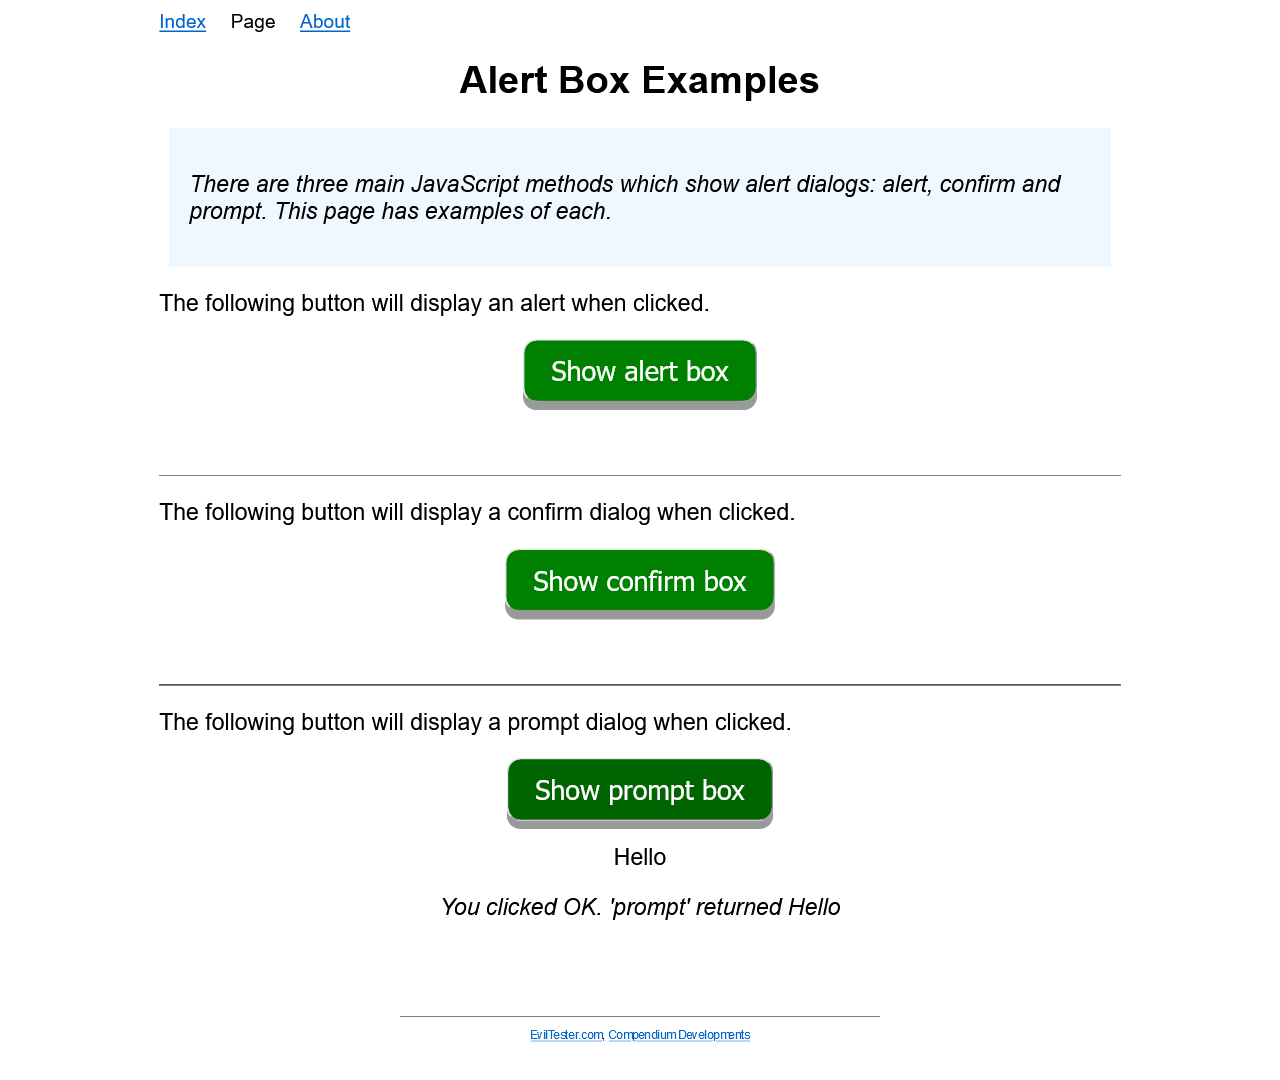 Index Page About
Alert Box Examples
There are three main JavaScript methods which show alert dialogs: alert, confirm and
prompt. This page has examples of each.
The following button will display an alert when clicked.
Show alert box
The following button will display a confirm dialog when clicked.
Show confirm box
The following button will display a prompt dialog when clicked.
Show prompt box
Hello
You clicked OK. 'prompt' returned Hello
EvilTester.com, Compendium Developments